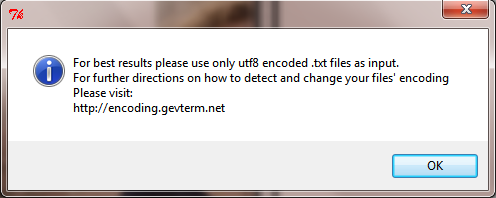 7k
For best results please use only utf8 encoded .txt files as input.
For further directions on how to detect and change your files' encoding
Please visit:
http://encoding.gevterm.net
OK